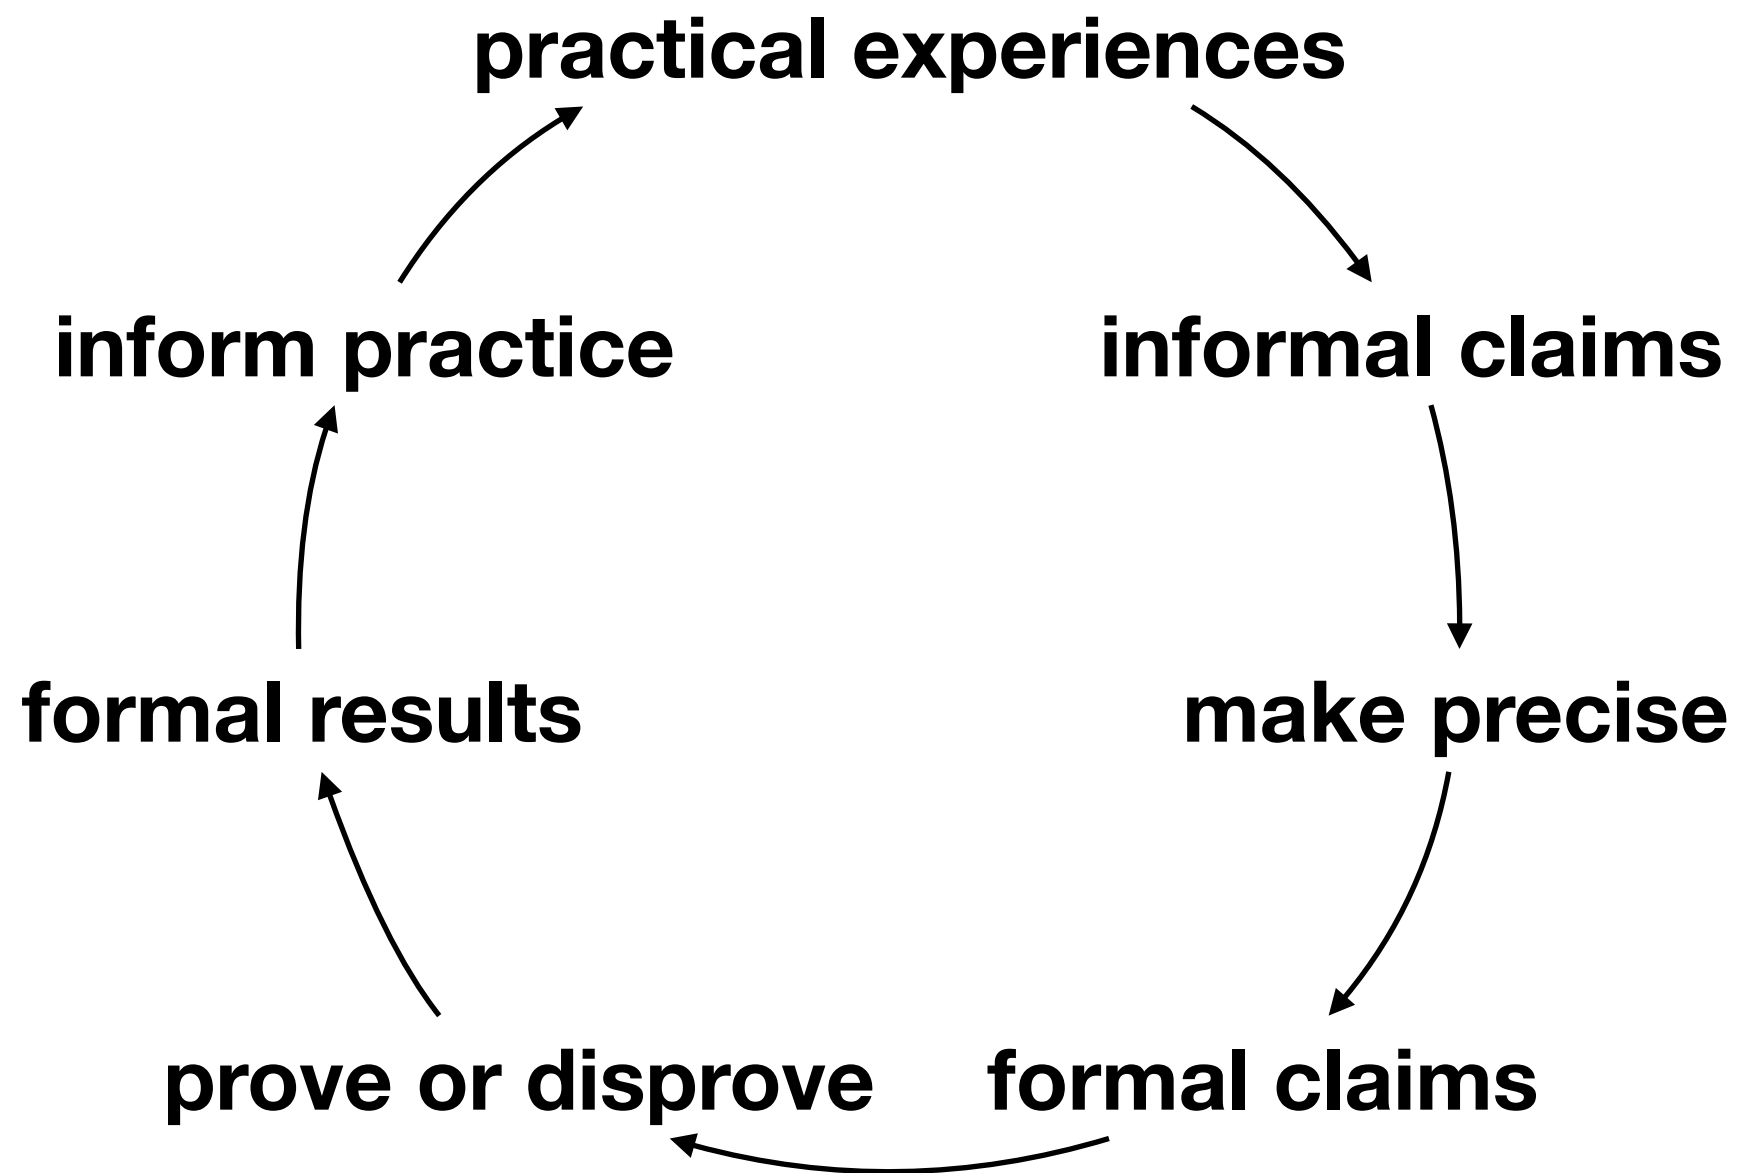 practical experiences
informal claims
make precise
formal claims
prove or disprove
formal results
inform practice